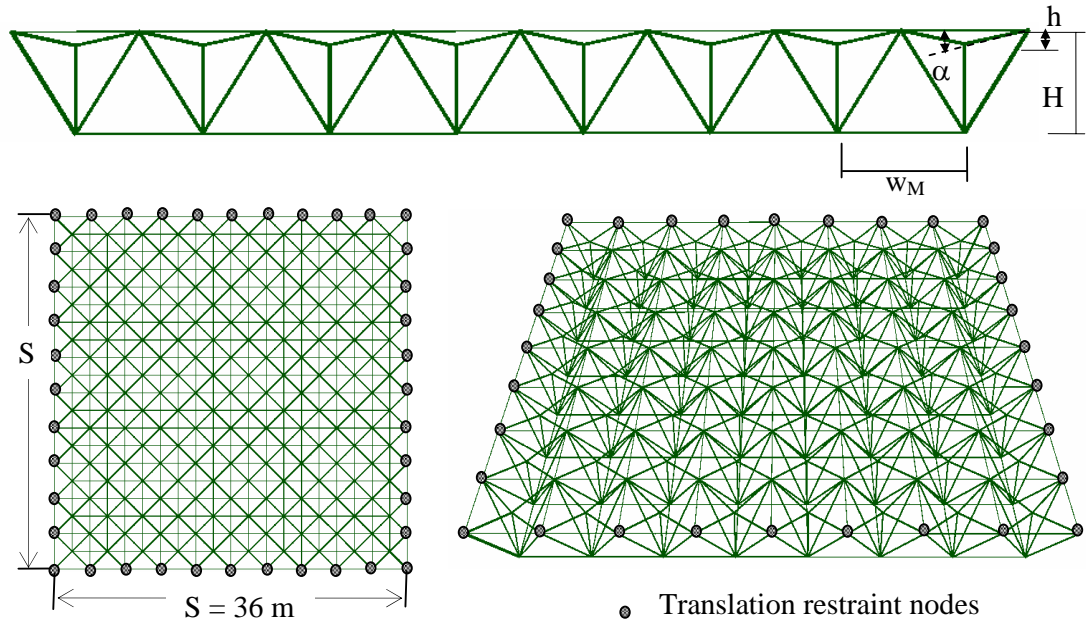 h
α
H
w_M
S
S = 36 m
Translation restraint nodes